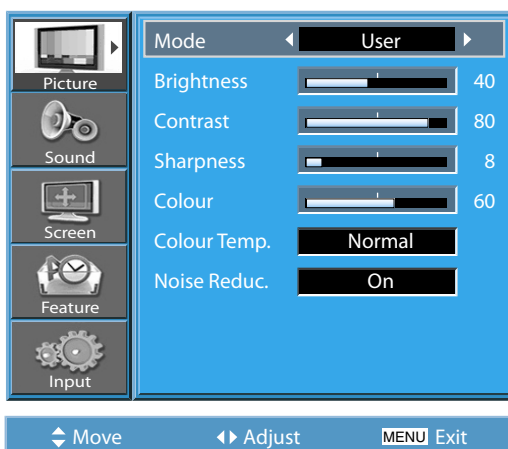 Picture
Sound
Screen
Feature
Input
Mode User
Brightness 40
Contrast 80
Sharpness 8
Colour 60
Colour Temp. Normal
Noise Reduc. On
Move Adjust MENU Exit